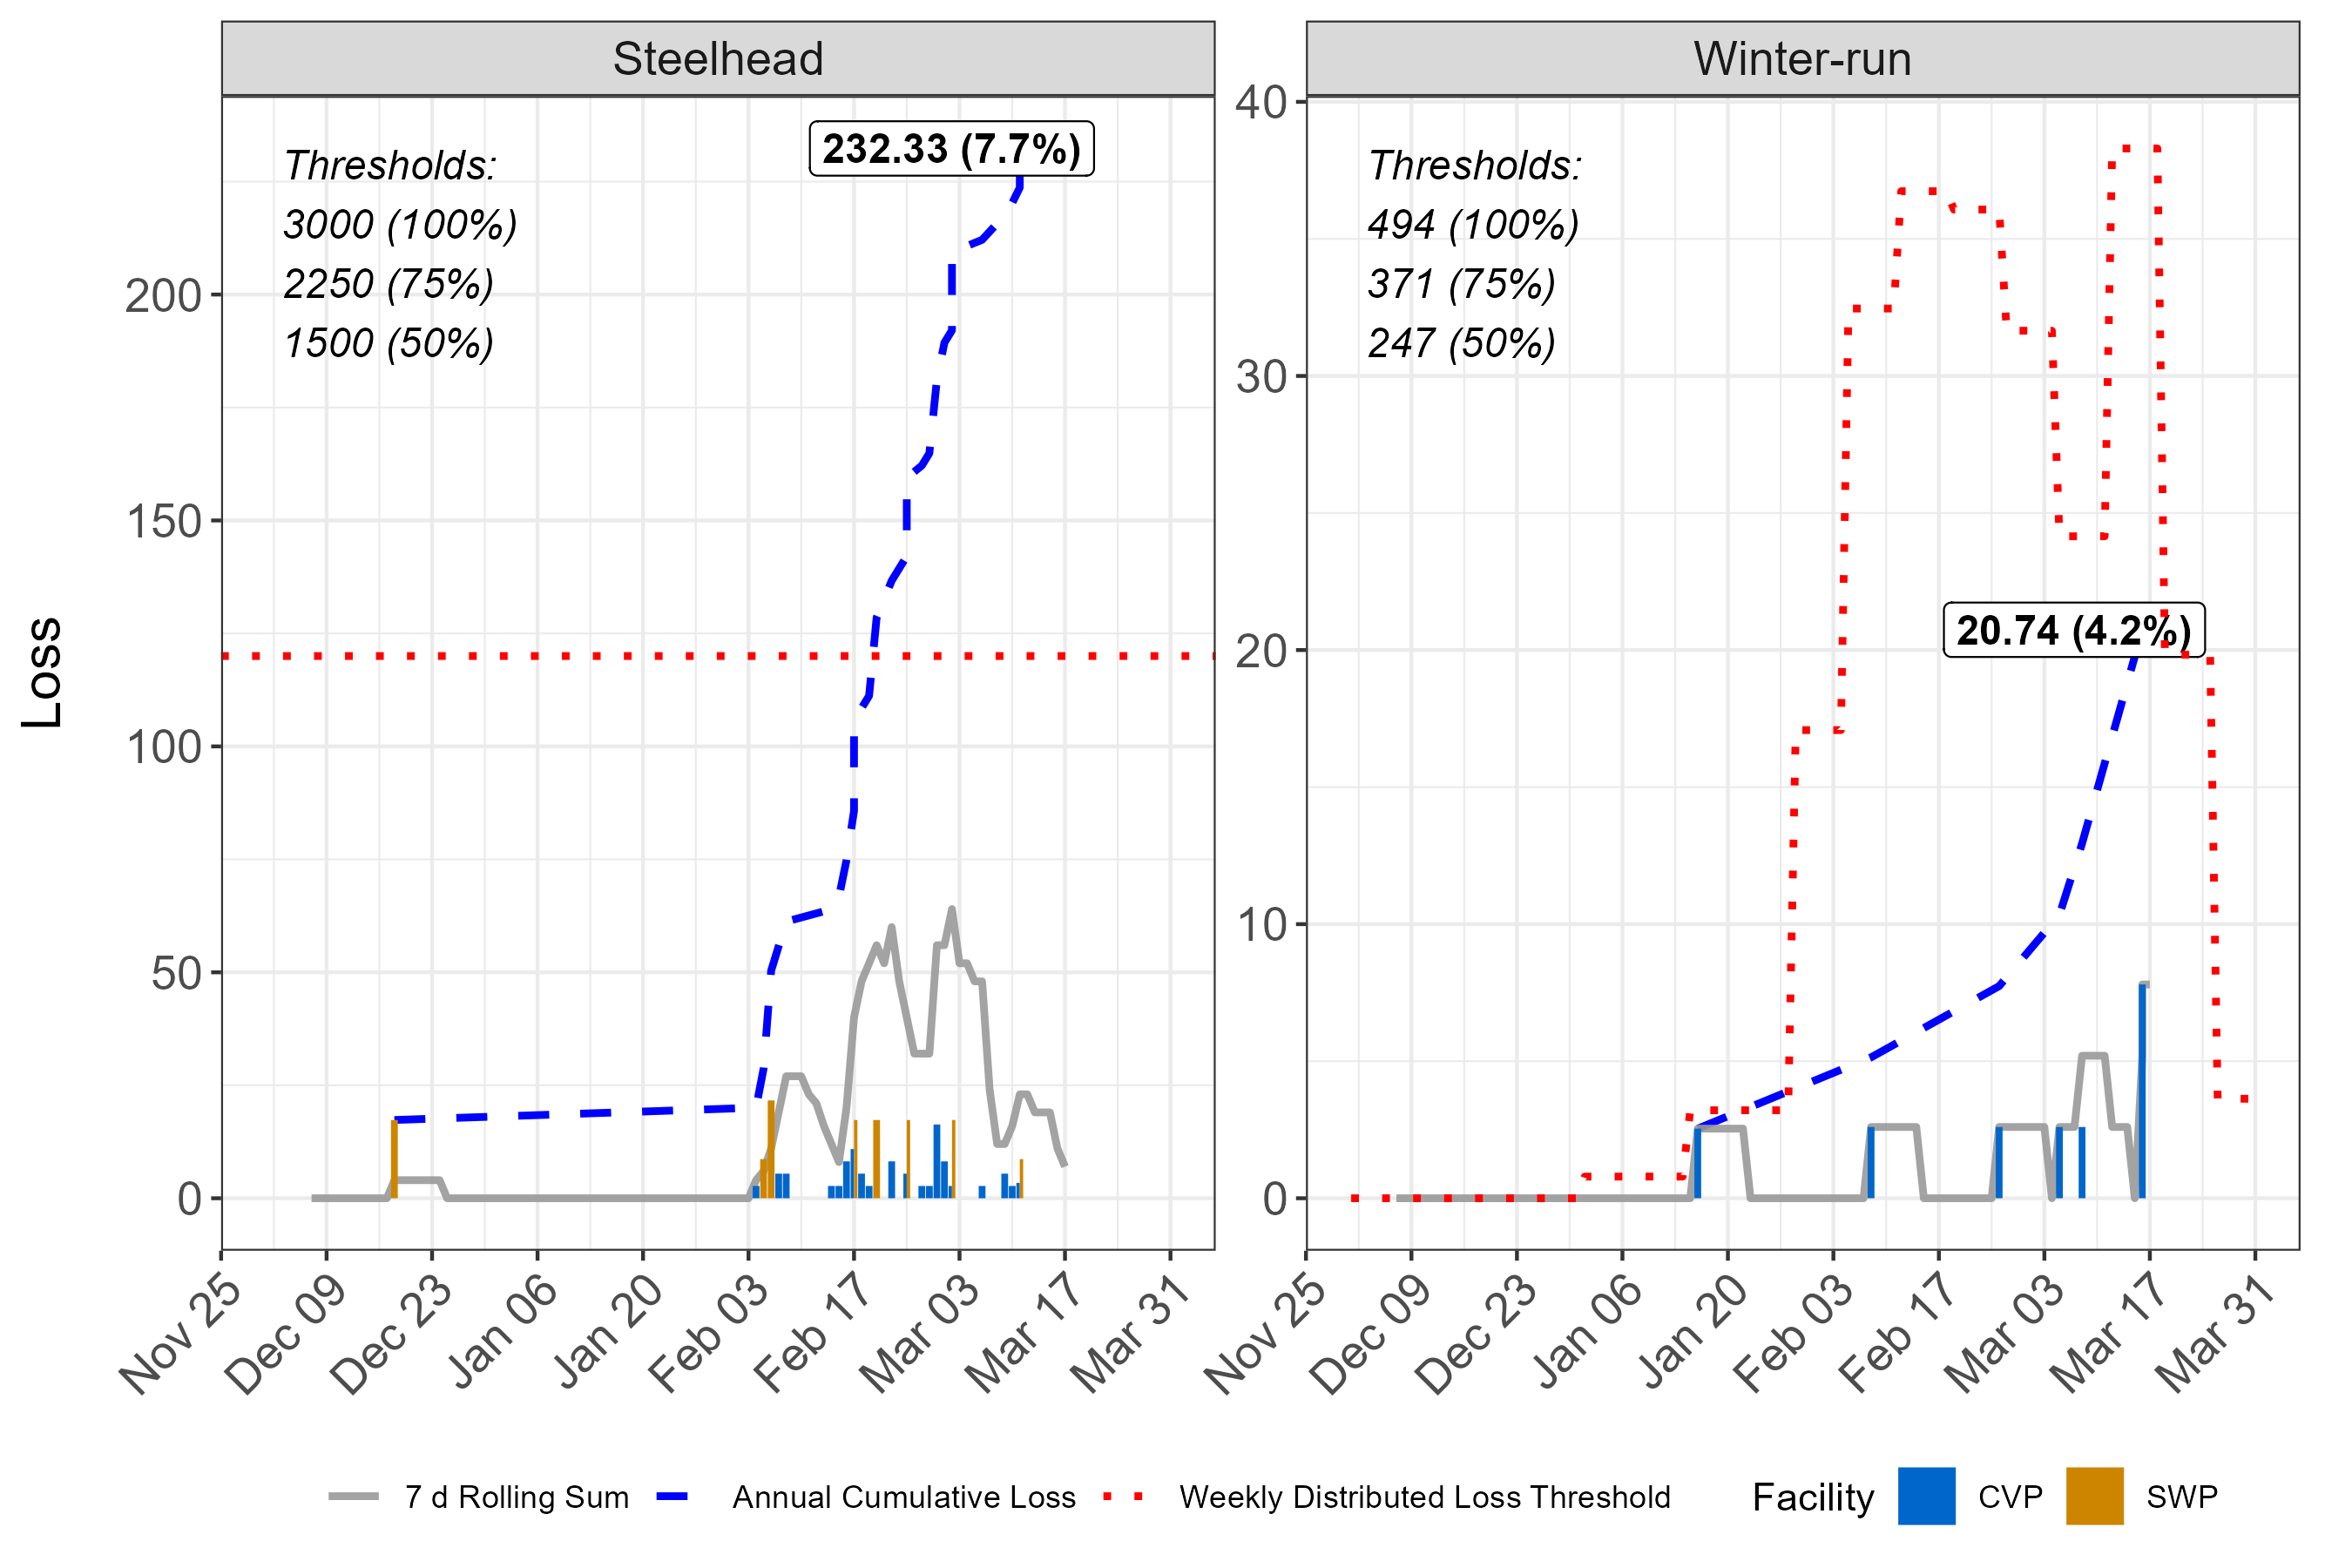 Steelhead
Winter-run
Loss
Thresholds:
3000 (100%)
2250 (75%)
1500 (50%)
232.33 (7.7%)
200
150
100
50
0
Nov 25
Dec 09
Dec 23
Jan 06
Jan 20
Feb 03
Feb 17
Mar 03
Mar 17
Mar 31
Thresholds:
494 (100%)
371 (75%)
247 (50%)
20.74 (4.2%)
40
30
20
10
0
Nov 25
Dec 09
Dec 23
Jan 06
Jan 20
Feb 03
Feb 17
Mar 03
Mar 17
Mar 31
7 d Rolling Sum
Annual Cumulative Loss
Weekly Distributed Loss Threshold
Facility
CVP
SWP